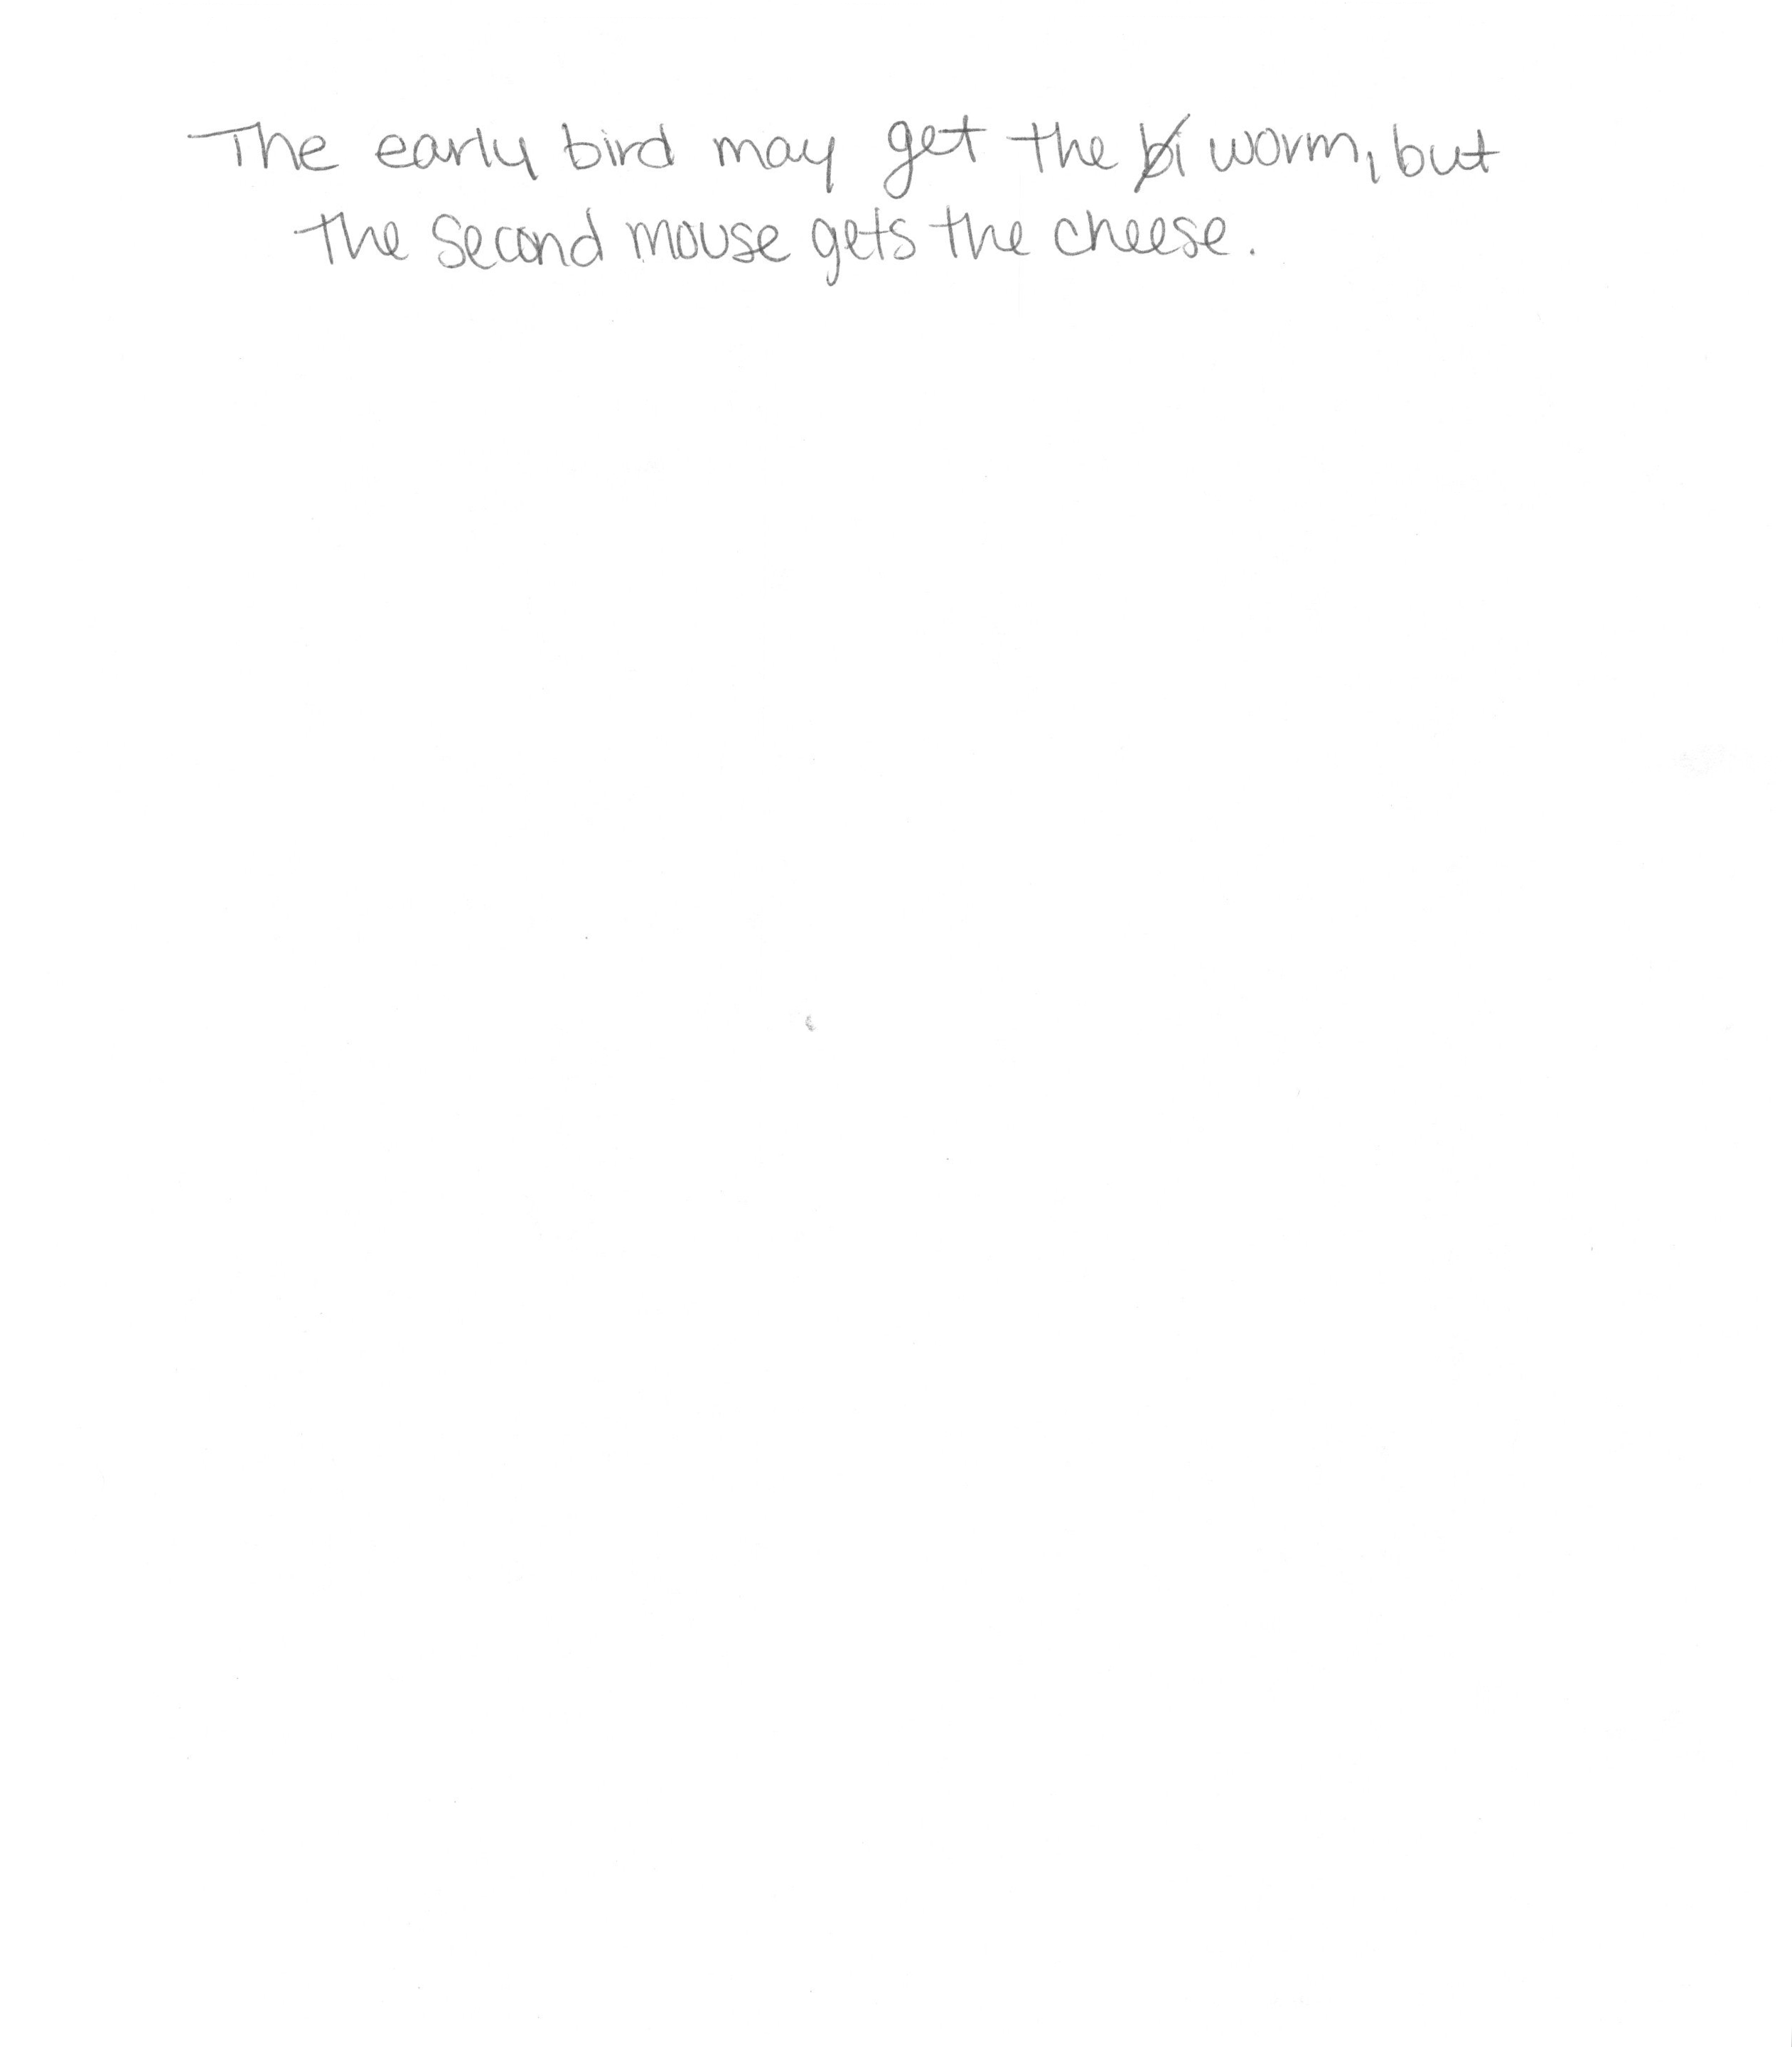 The early bird may get the bi worm, but
the second mouse gets the cheese.